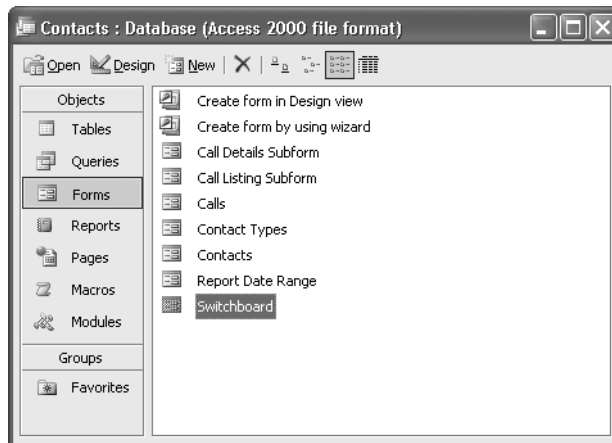 Contacts : Database (Access 2000 file format)
Open Design New
Objects
Tables
Queries
Forms
Reports
Pages
Macros
Modules
Groups
Favorites
Create form in Design view
Create form by using wizard
Call Details Subform
Call Listing Subform
Calls
Contact Types
Contacts
Report Date Range
Switchboard